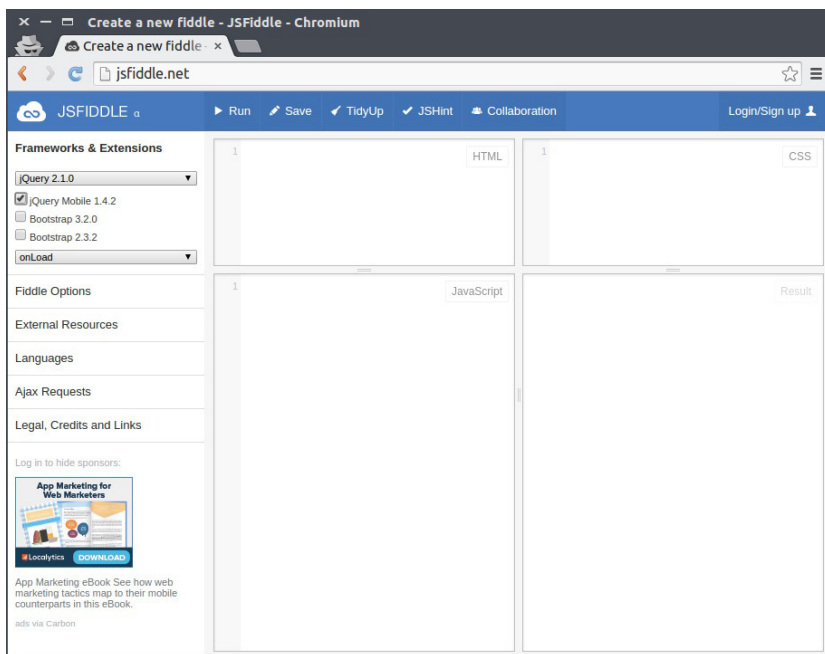 Create a new fiddle - JSFiddle - Chromium
Create a new fiddle -
jsfiddle.net
JSFIDDLE α
Run
Save
TidyUp
JSHint
Collaboration
Login/Sign up
Frameworks & Extensions
jQuery 2.1.0
jQuery Mobile 1.4.2
Bootstrap 3.2.0
Bootstrap 2.3.2
onLoad
Fiddle Options
External Resources
Languages
Ajax Requests
Legal, Credits and Links
Log in to hide sponsors:
App Marketing for
Web Marketers
Localytics
DOWNLOAD
App Marketing eBook See how web
marketing tactics map to their mobile
counterparts in this eBook.
ads via Carbon
1
HTML
1
CSS
1
JavaScript
Result